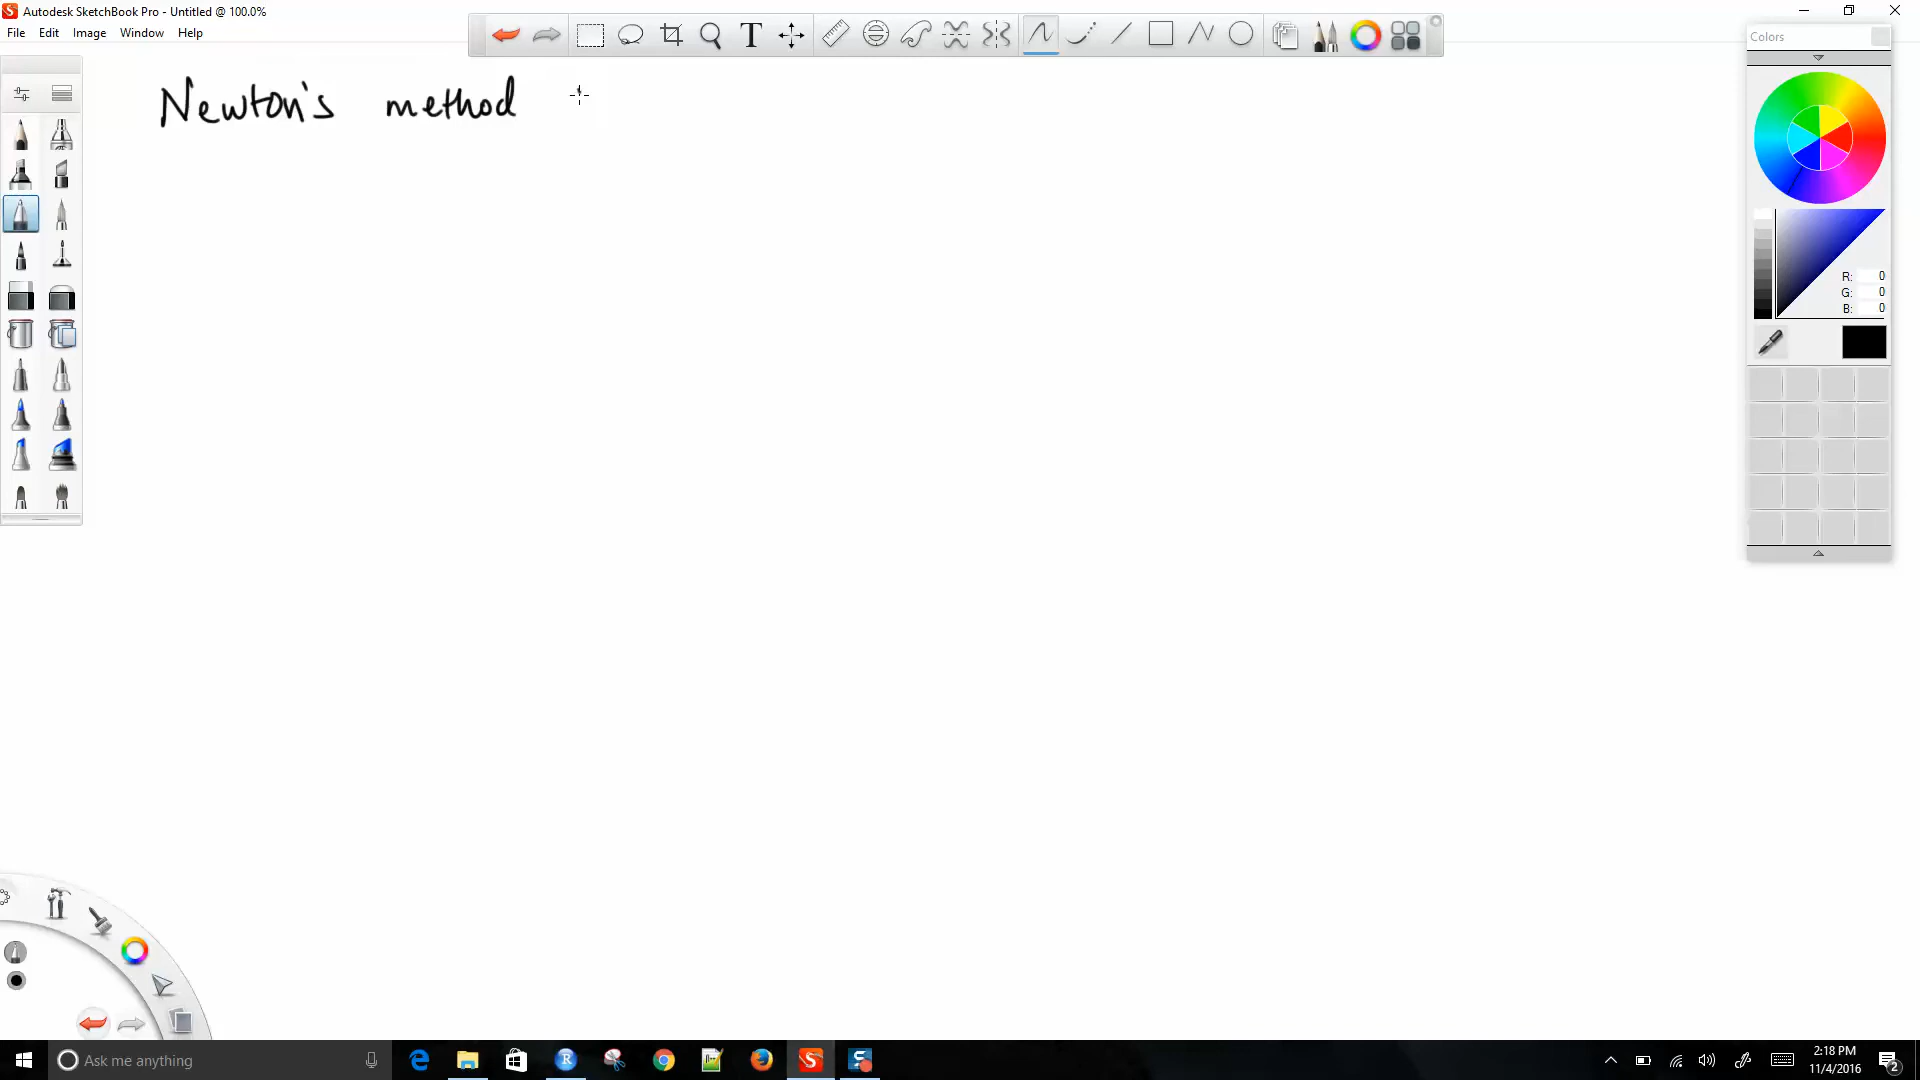 Autodesk SketchBook Pro - Untitled @ 100.0%
File Edit Image Window Help
T
Colors
Newton's method
R: 0
G: 0
B: 0
Ask me anything
2:18 PM
11/4/2016
2